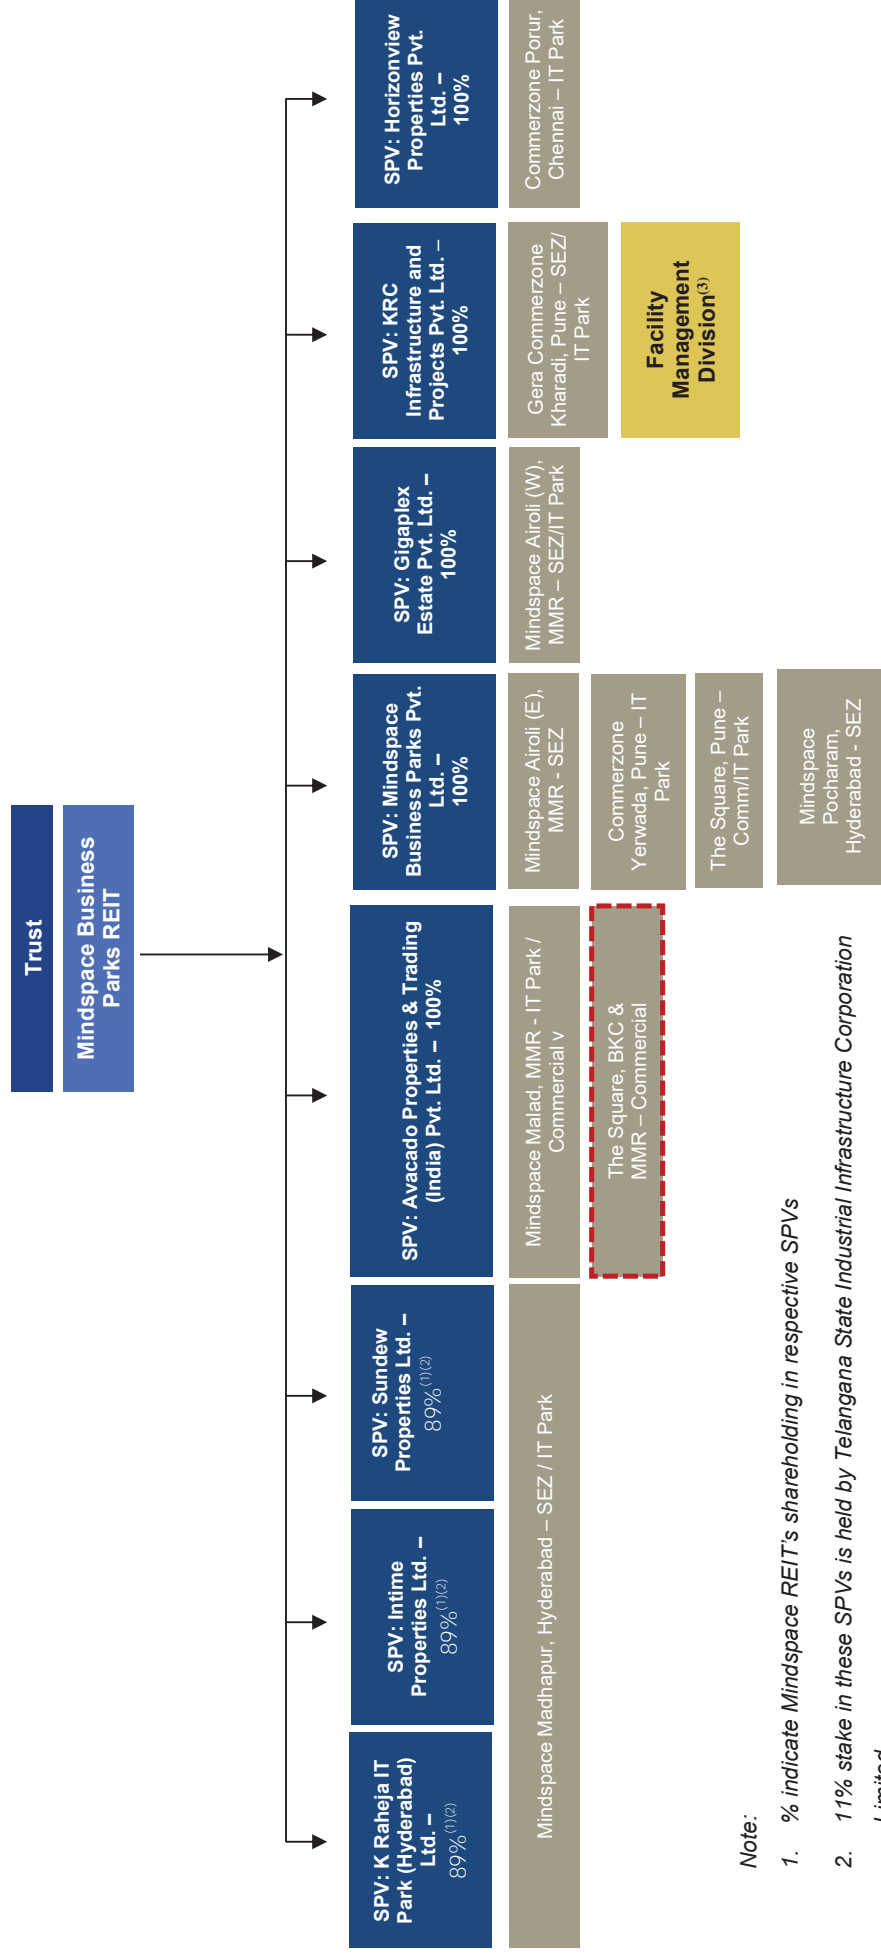 Trust
Mindspace Business
Parks REIT
SPV: K Raheja IT
Park (Hyderabad)
Ltd. –
89%(1)(2)
SPV: Intime
Properties Ltd. –
89%(1)(2)
SPV: Sundew
Properties Ltd. –
89%(1)(2)
SPV: Avacado Properties & Trading
(India) Pvt. Ltd. – 100%
SPV: Mindspace
Business Parks Pvt.
Ltd. –
100%
SPV: Gigaplex
Estate Pvt. Ltd. –
100%
SPV: KRC
Infrastructure and
Projects Pvt. Ltd. –
100%
SPV: Horizonview
Properties Pvt.
Ltd. –
100%
Mindspace Madhapur, Hyderabad – SEZ / IT Park
Mindspace Malad, MMR - IT Park /
Commercial v
The Square, BKC &
MMR – Commercial
Mindspace Airoli (E),
MMR - SEZ
Commerzone
Yerwada, Pune – IT
Park
The Square, Pune –
Comm/IT Park
Mindspace
Pocharam,
Hyderabad - SEZ
Mindspace Airoli (W),
MMR – SEZ/IT Park
Gera Commerzone
Kharadi, Pune – SEZ/
IT Park
Facility
Management
Division(3)
Commerzone Porur,
Chennai – IT Park
Note:
1. % indicate Mindspace REIT's shareholding in respective SPVs
2. 11% stake in these SPVs is held by Telangana State Industrial Infrastructure Corporation
Limited